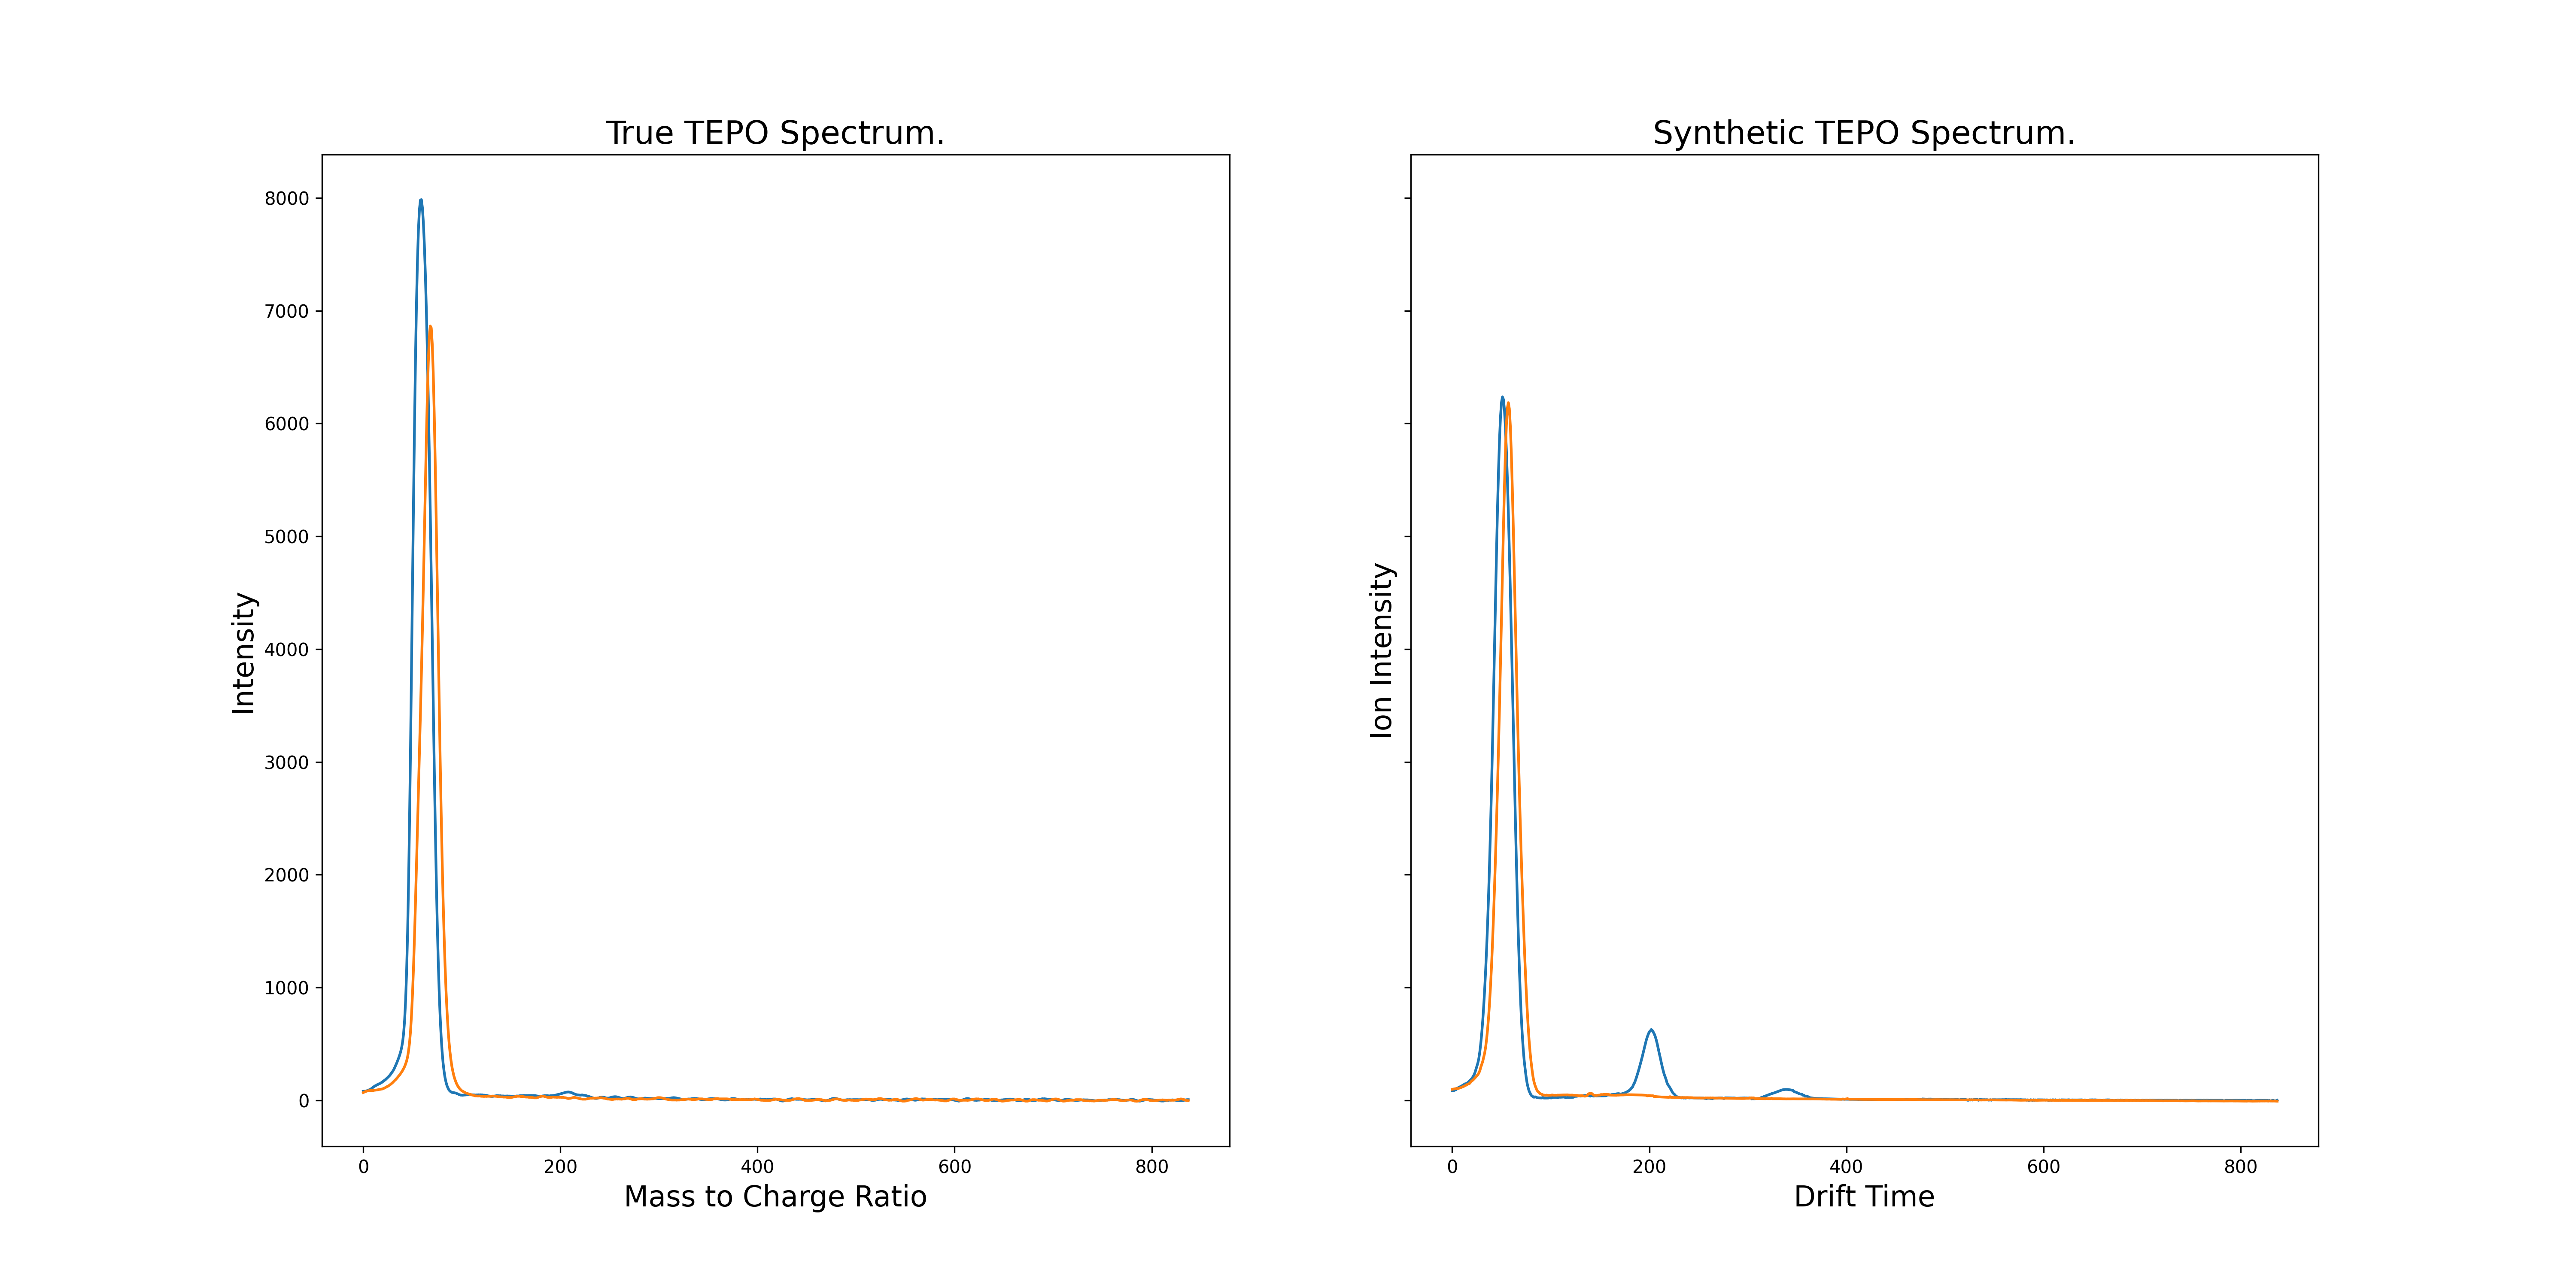 True TEPO Spectrum.
8000
7000
6000
5000
4000
3000
2000
1000
0
Intensity
0 200 400 600 800
Mass to Charge Ratio
Synthetic TEPO Spectrum.
Ion Intensity
0 200 400 600 800
Drift Time